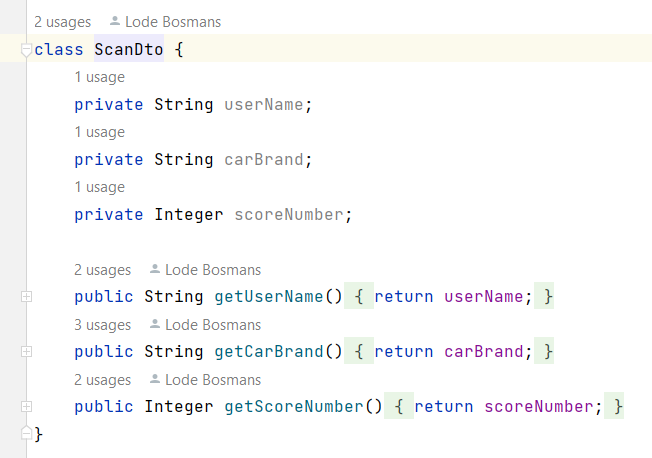 2 usages Lode Bosmans
class ScanDto {
1 usage
private String userName;
1 usage
private String carBrand;
1 usage
private Integer scoreNumber;
2 usages Lode Bosmans
public String getUserName() { return userName; }
3 usages Lode Bosmans
public String getCarBrand() { return carBrand; }
2 usages Lode Bosmans
public Integer getScoreNumber() { return scoreNumber; }
}